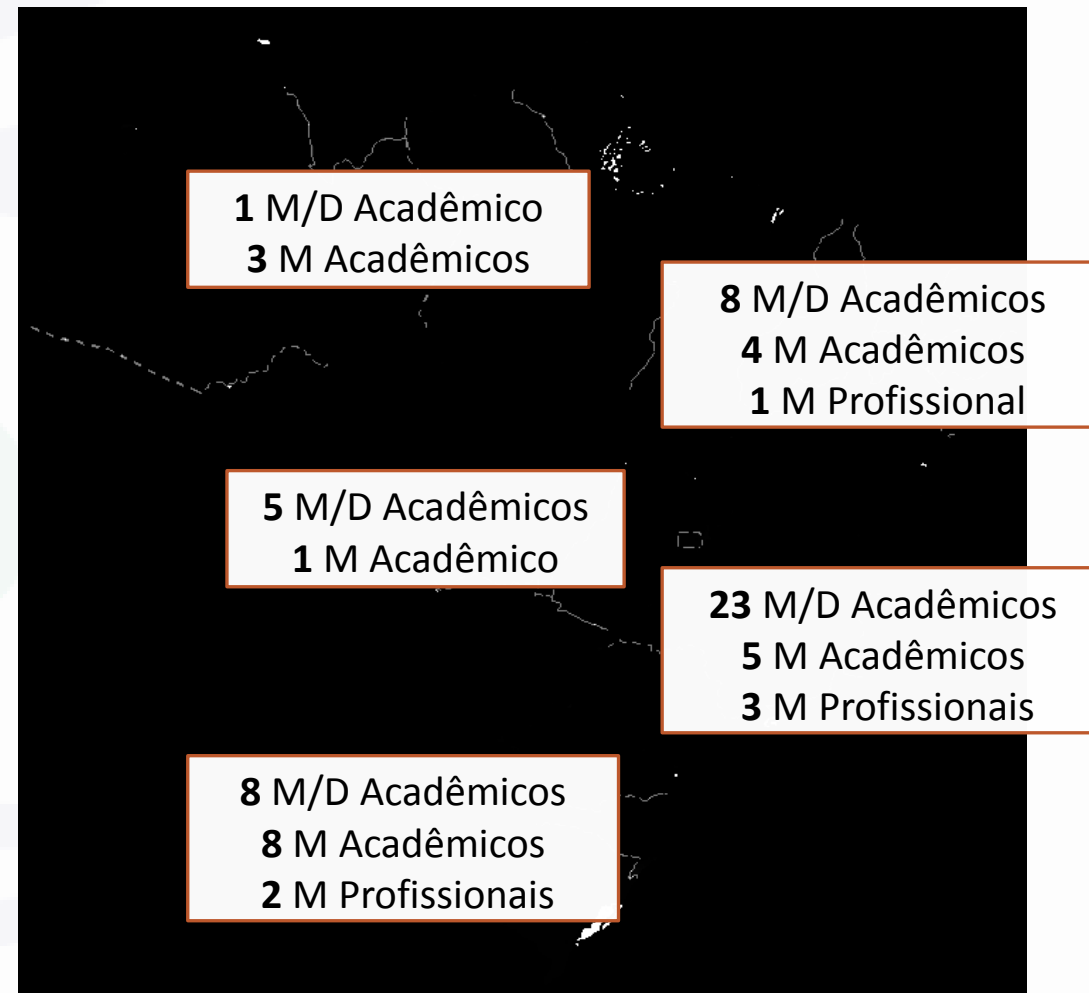 1 M/D Acadêmico
3 M Acadêmicos
8 M/D Acadêmicos
4 M Acadêmicos
1 M Profissional
5 M/D Acadêmicos
1 M Acadêmico
23 M/D Acadêmicos
5 M Acadêmicos
3 M Profissionais
8 M/D Acadêmicos
8 M Acadêmicos
2 M Profissionais